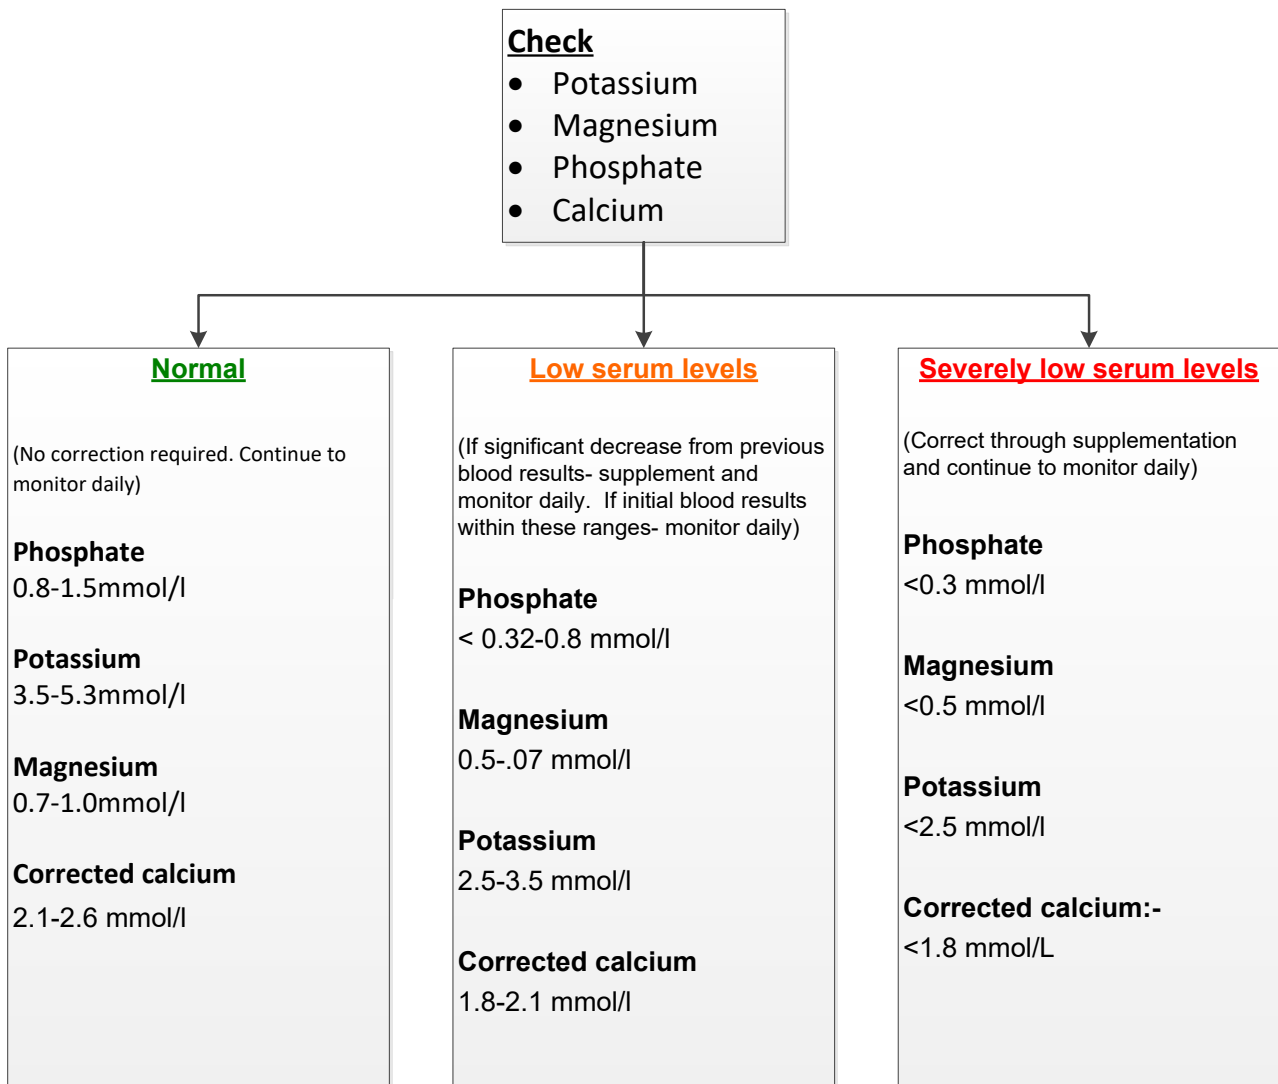 Check
• Potassium
• Magnesium
• Phosphate
• Calcium
Normal
(No correction required. Continue to
monitor daily)
Phosphate
0.8-1.5mmol/l
Potassium
3.5-5.3mmol/l
Magnesium
0.7-1.0mmol/l
Corrected calcium
2.1-2.6 mmol/l
Low serum levels
(If significant decrease from previous
blood results- supplement and
monitor daily.  If initial blood results
within these ranges- monitor daily)
Phosphate
< 0.32-0.8 mmol/l
Magnesium
0.5-.07 mmol/l
Potassium
2.5-3.5 mmol/l
Corrected calcium
1.8-2.1 mmol/l
Severely low serum levels
(Correct through supplementation
and continue to monitor daily)
Phosphate
<0.3 mmol/l
Magnesium
<0.5 mmol/l
Potassium
<2.5 mmol/l
Corrected calcium:-
<1.8 mmol/L